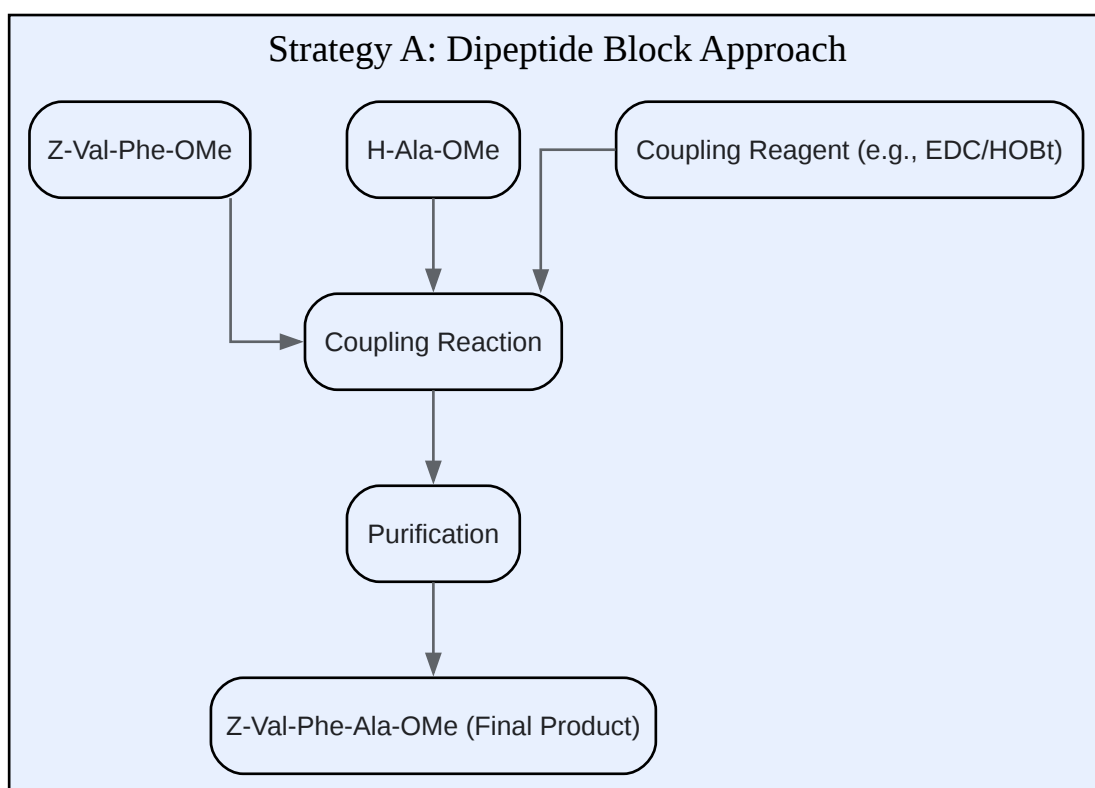 Strategy A: Dipeptide Block Approach
Z-Val-Phe-OMe
H-Ala-OMe
Coupling Reagent (e.g., EDC/HOBt)
Coupling Reaction
Purification
Z-Val-Phe-Ala-OMe (Final Product)